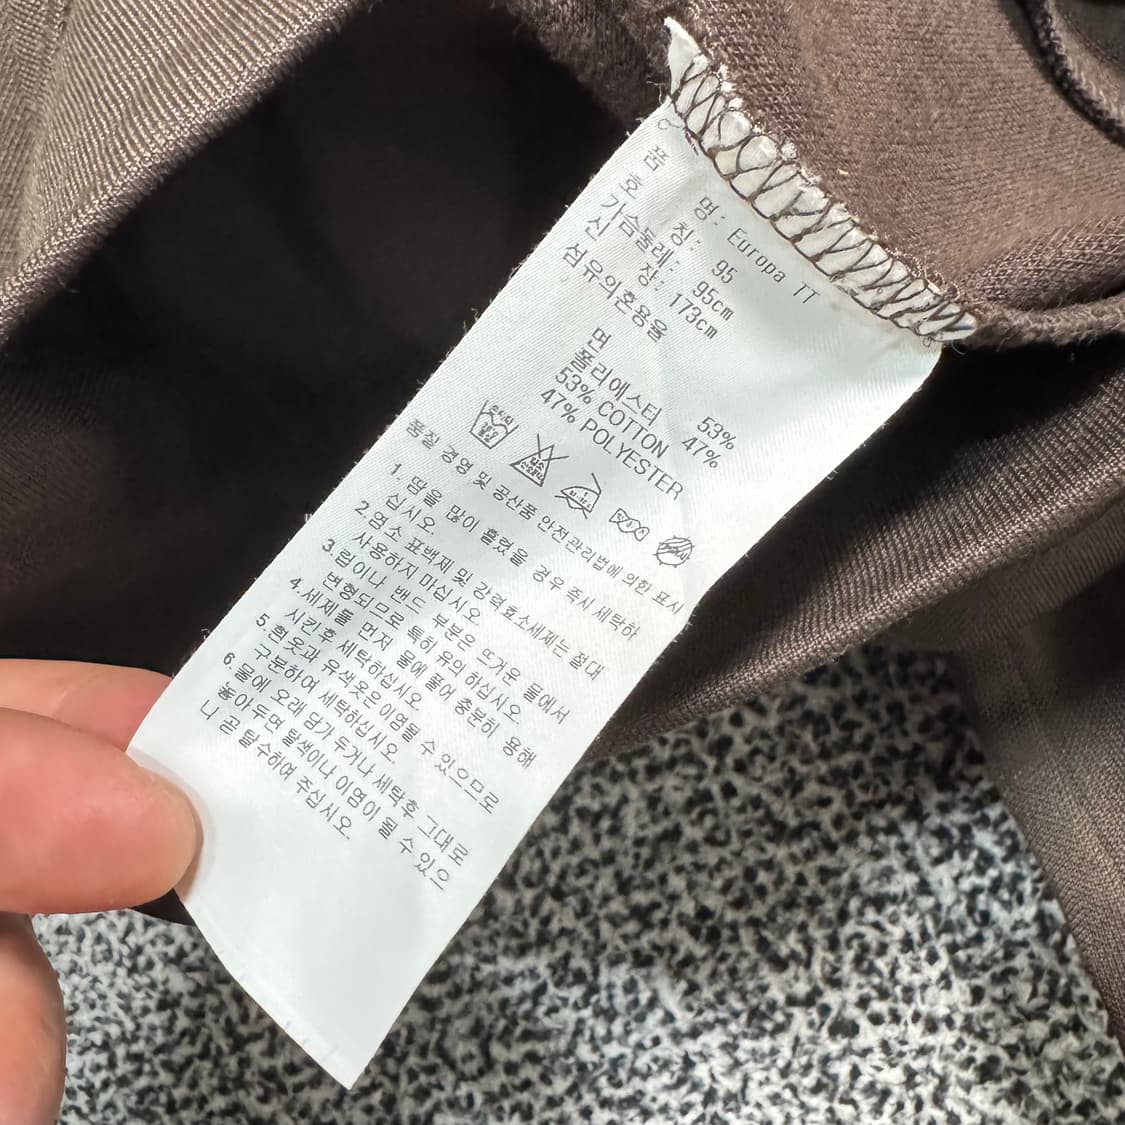 품 명: Europa TT
호 칭: 95
가슴둘레: 95cm
신 장: 173cm
섬유의혼용율
면 53%
폴리에스터 47%
53% COTTON
47% POLYESTER
품질 경영 및 공산품 안전관리법에 의한 표시
1. 땀을 많이 흘렸을 경우 즉시 세탁하
십시오.
2.염소 표백제 및 강력효소세제는 절대
사용하지 마십시오.
3.립이나 밴드 부분은 뜨거운 물에서
변형되므로 특히 유의 하십시오.
4.세제를 먼저 물에 풀어 충분히 용해
시킨후 세탁하십시오
5.흰옷과 유색옷은 이염될 수 있으므로
구분하여 세탁하십시오
6.물에 오래 담가 두거나 세탁후 그대로
놓아 두면 탈색이나 이염이 될 수 있으
니 곧 탈수하여 주십시오.